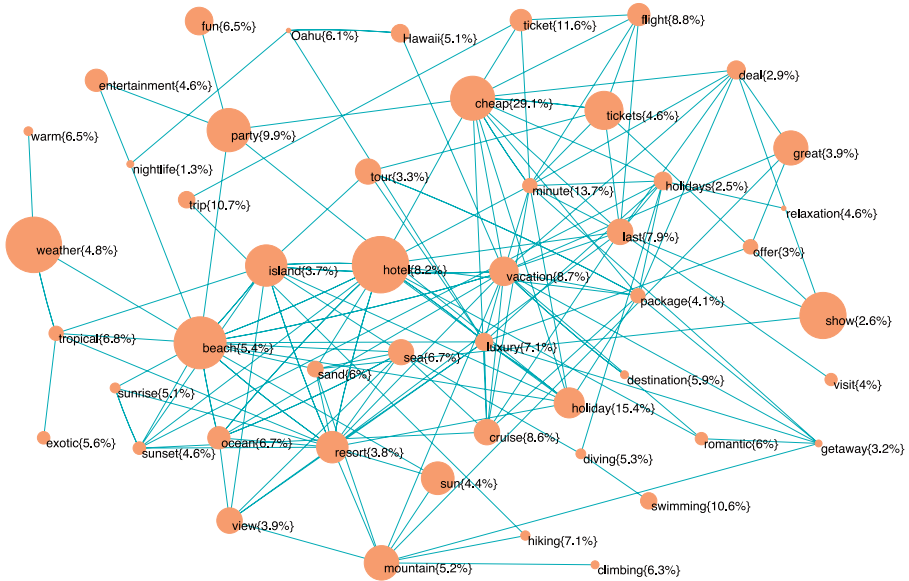 fun{6.5%}
Oahu{6.1%}
Hawaii{5.1%}
ticket{11.6%}
flight{8.8%}
entertainment{4.6%}
deal{2.9%}
cheap{29.1%}
tickets{4.6%}
warm{6.5%}
party{9.9%}
great{3.9%}
nightlife{1.3%}
tour{3.3%}
minute{13.7%}
holidays{2.5%}
trip{10.7%}
relaxation{4.6%}
last{7.9%}
weather{4.8%}
offer{3%}
island{3.7%}
hotel{8.2%}
vacation{8.7%}
package{4.1%}
show{2.6%}
tropical{6.8%}
beach{5.4%}
luxury{7.1%}
sea{6.7%}
sand{6%}
destination{5.9%}
visit{4%}
sunrise{5.1%}
holiday{15.4%}
exotic{5.6%}
sunset{4.6%}
ocean{6.7%}
resort{3.8%}
cruise{8.6%}
romantic{6%}
getaway{3.2%}
diving{5.3%}
sun{4.4%}
swimming{10.6%}
view{3.9%}
hiking{7.1%}
mountain{5.2%}
climbing{6.3%}